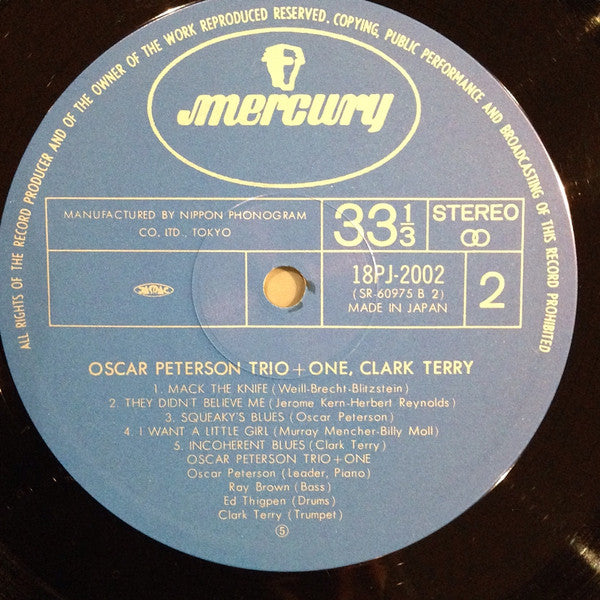 ALL RIGHTS OF THE RECORD PRODUCER AND OF THE OWNER OF THE WORK REPRODUCED RESERVED. COPYING, PUBLIC PERFORMANCE AND BROADCASTING OF THIS RECORD PROHIBITED
mercury
MANUFACTURED BY NIPPON PHONOGRAM
CO. LTD., TOKYO
33 1/3
STEREO
18PJ-2002
(SR-60975 B 2)
MADE IN JAPAN
2
OSCAR PETERSON TRIO + ONE, CLARK TERRY
1. MACK THE KNIFE (Weill-Brecht-Blitzstein)
2. THEY DIDN'T BELIEVE ME (Jerome Kern-Herbert Reynolds)
3. SQUEAKY'S BLUES (Oscar Peterson)
4. I WANT A LITTLE GIRL (Murray Mencher-Billy Moll)
5. INCOHERENT BLUES (Clark Terry)
OSCAR PETERSON TRIO+ONE
Oscar Peterson (Leader, Piano)
Ray Brown (Bass)
Ed Thigpen (Drums)
Clark Terry (Trumpet)
⑤